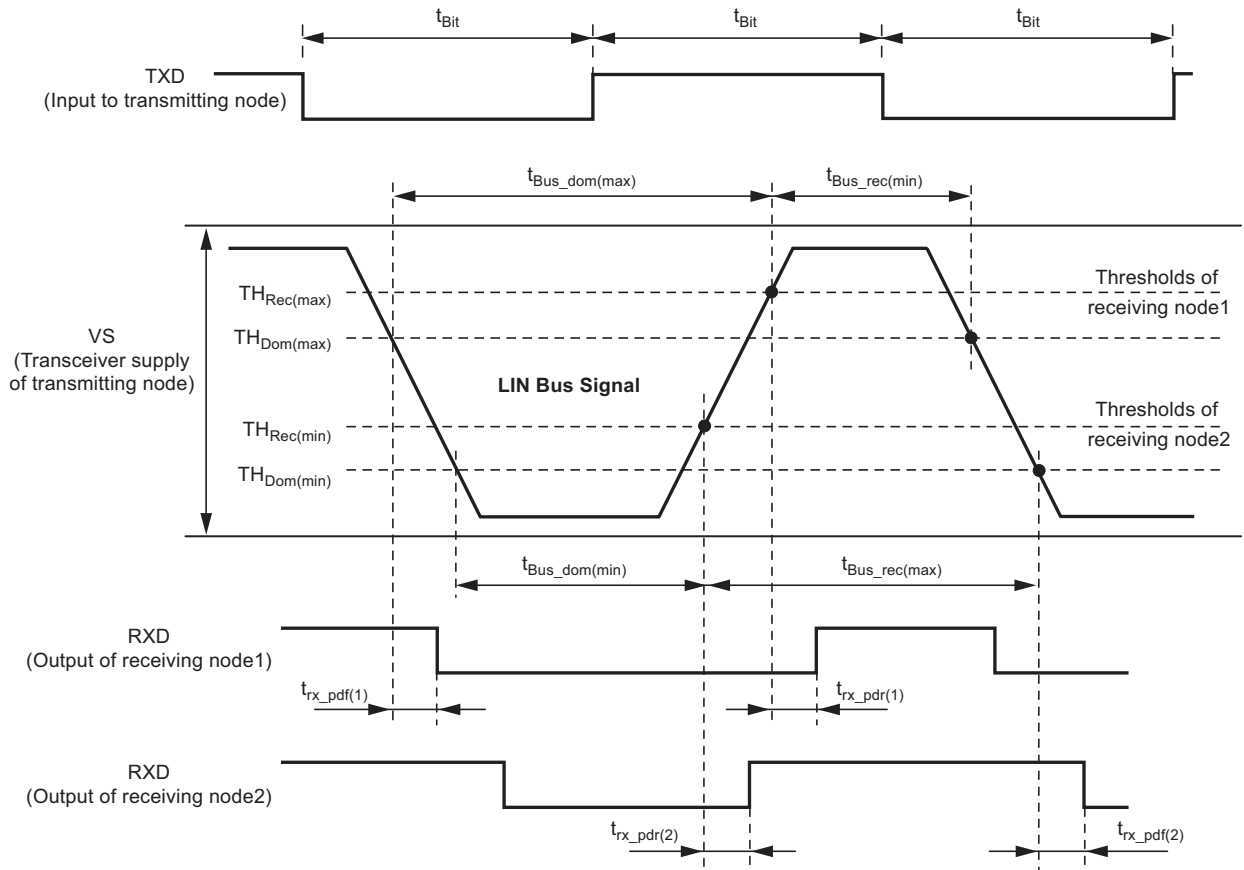 tBit
tBit
tBit
TXD
(Input to transmitting node)
tBus_dom(max)
tBus_rec(min)
VS
(Transceiver supply
of transmitting node)
THRec(max)
THDom(max)
THRec(min)
THDom(min)
LIN Bus Signal
Thresholds of
receiving node1
Thresholds of
receiving node2
tBus_dom(min)
tBus_rec(max)
RXD
(Output of receiving node1)
trx_pdf(1)
trx_pdr(1)
RXD
(Output of receiving node2)
trx_pdr(2)
trx_pdf(2)